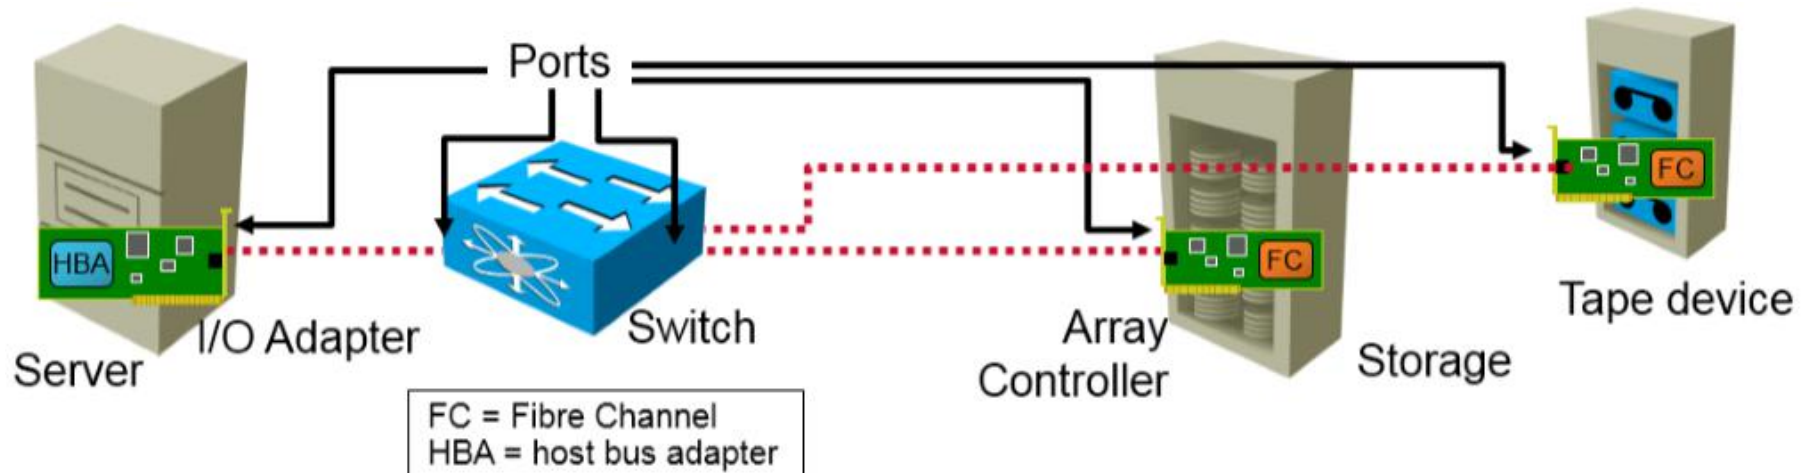 Ports
HBA
FC
FC
I/O Adapter
Server
Switch
Array
Controller
Storage
Tape device
FC = Fibre Channel
HBA = host bus adapter